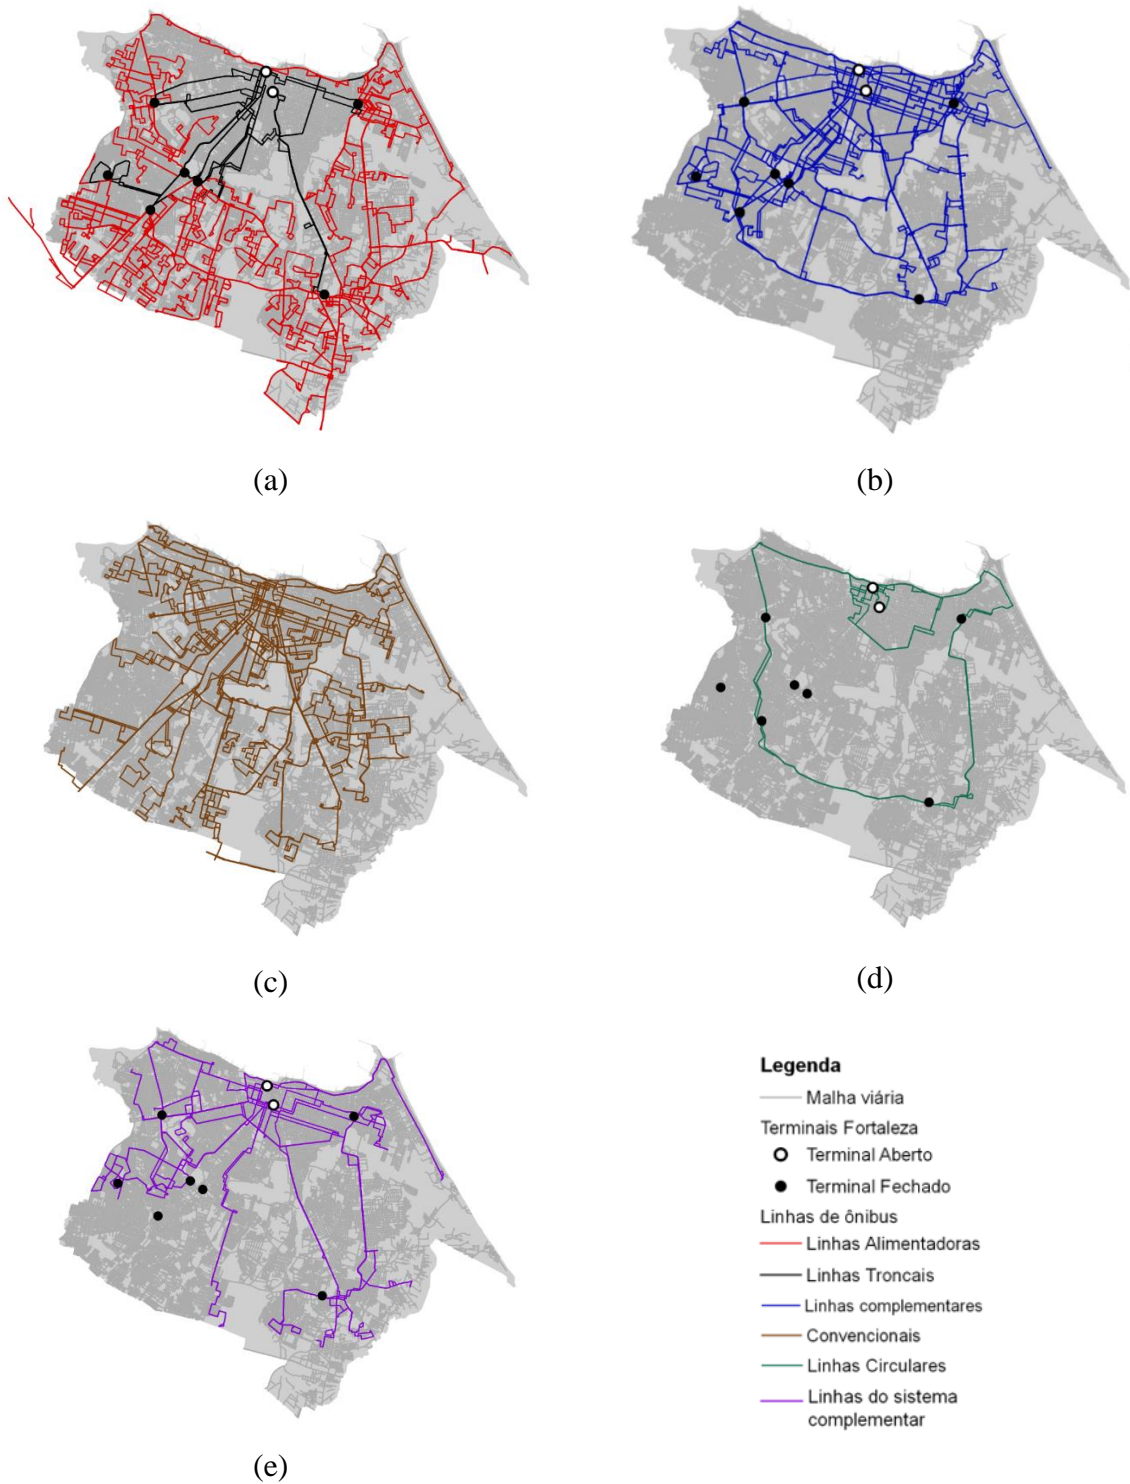 (a)
(b)
(c)
(d)
(e)
Legenda
Malha viária
Terminais Fortaleza
Terminal Aberto
Terminal Fechado
Linhas de ônibus
Linhas Alimentadoras
Linhas Troncais
Linhas complementares
Convencionais
Linhas Circulares
Linhas do sistema
complementar